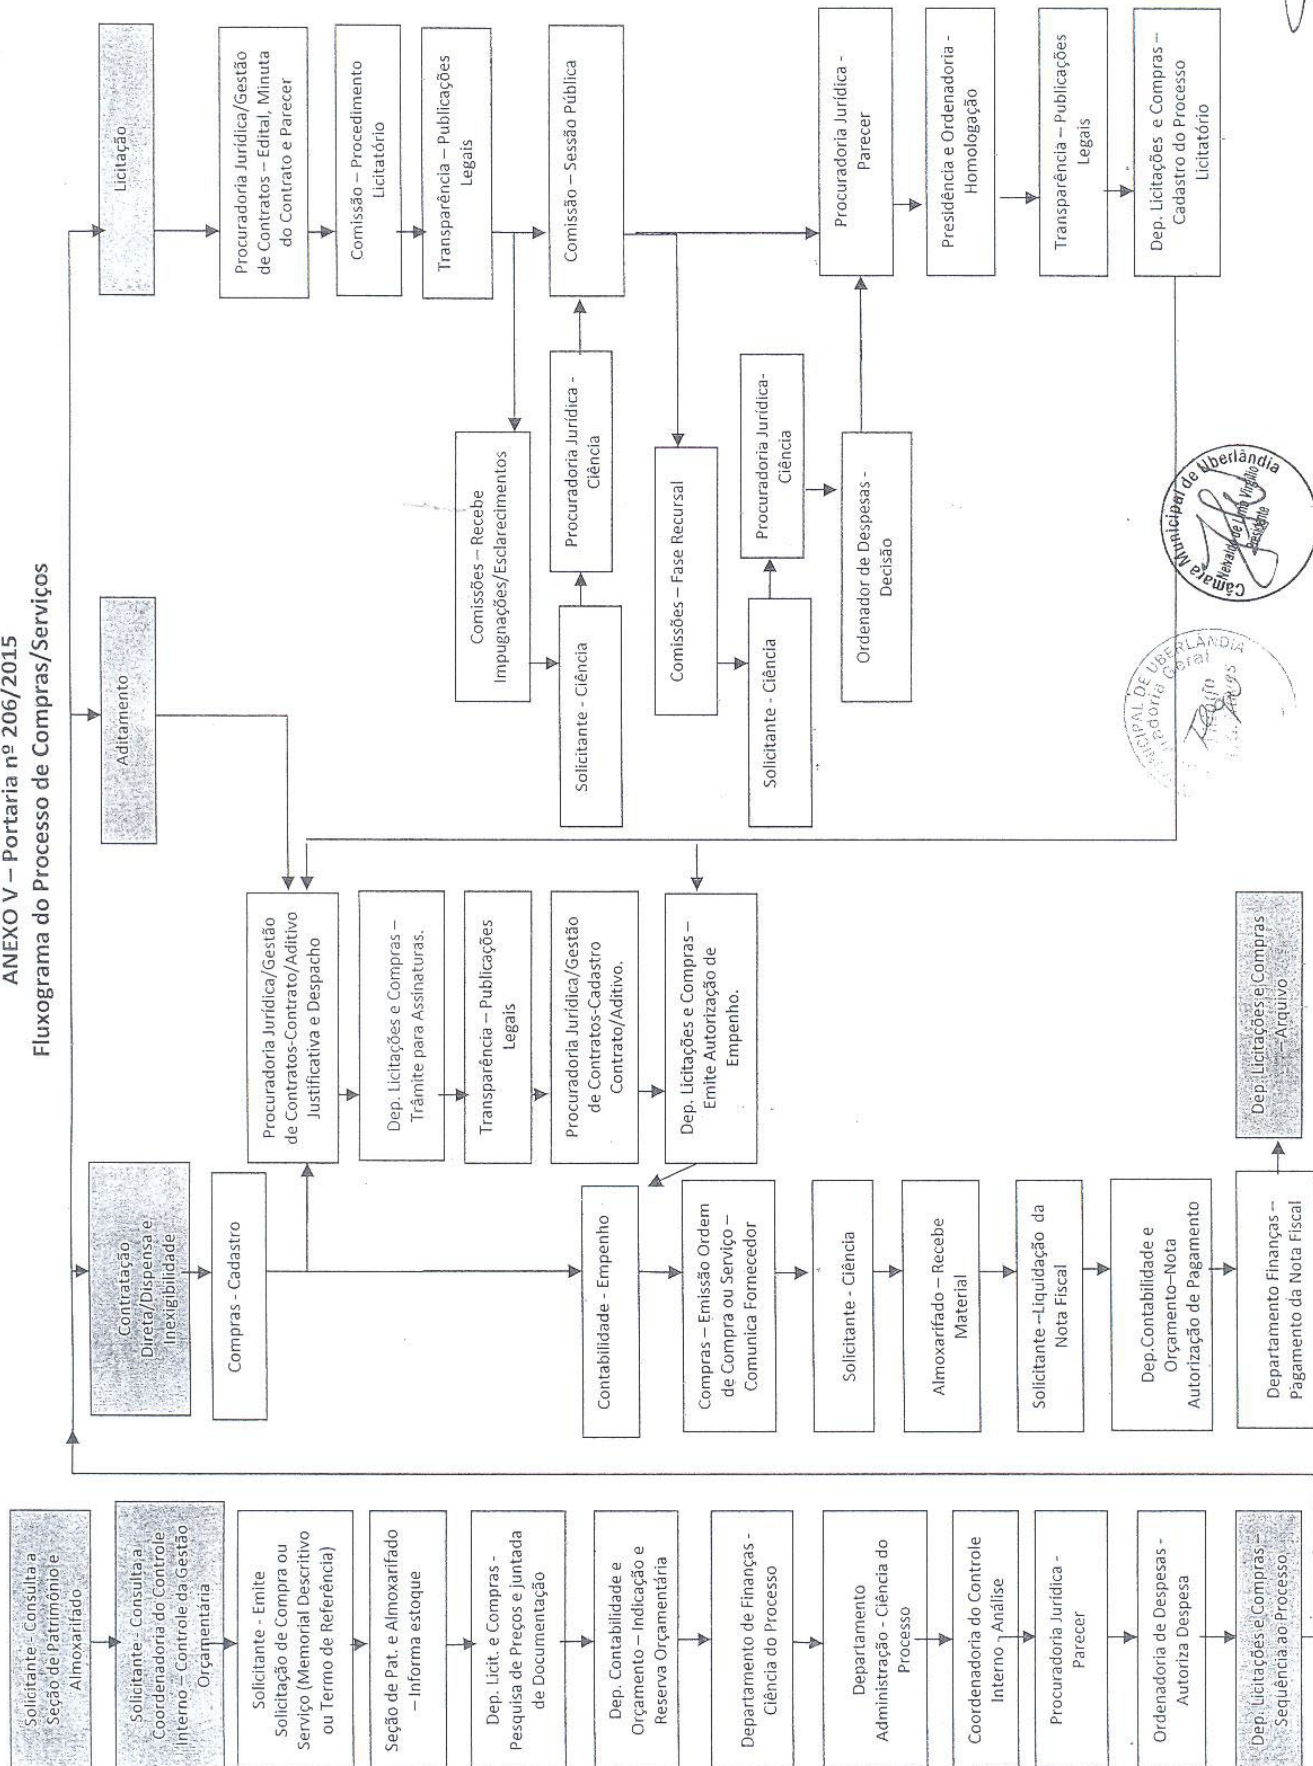 ANEXO V – Portaria nº 206/2015
Fluxograma do Processo de Compras/Serviços
Solicitante - Consulta a
Seção de Patrimônio e
Almoxarifado
Solicitante - Consulta a
Coordenadoria do Controle
Interno – Controle da Gestão
Orçamentária
Solicitante - Emite
Solicitação de Compra ou
Serviço (Memorial Descritivo
ou Termo de Referência)
Seção de Pat. e Almoxarifado
– Informa estoque
Dep. Licit. e Compras -
Pesquisa de Preços e juntada
de Documentação
Dep. Contabilidade e
Orçamento – Indicação e
Reserva Orçamentária
Departamento de Finanças -
Ciência do Processo
Departamento
Administração - Ciência do
Processo
Coordenadoria do Controle
Interno - Análise
Procuradoria Jurídica -
Parecer
Ordenadoria de Despesas -
Autoriza Despesa
Dep. Licitações e Compras –
Sequência ao Processo
Contratação
Direta/Dispensa e
Inexigibilidade
Compras - Cadastro
Contabilidade - Empenho
Compras – Emissão Ordem
de Compra ou Serviço –
Comunica Fornecedor
Solicitante - Ciência
Almoxarifado – Recebe
Material
Solicitante –Liquidação da
Nota Fiscal
Dep.Contabilidade e
Orçamento–Nota
Autorização de Pagamento
Departamento Finanças –
Pagamento da Nota Fiscal
Dep. Licitações e Compras
– Arquivo
Aditamento
Procuradoria Jurídica/Gestão
de Contratos-Contrato/Aditivo
Justificativa e Despacho
Dep. Licitações e Compras –
Trâmite para Assinaturas.
Transparência – Publicações
Legais
Procuradoria Jurídica/Gestão
de Contratos-Cadastro
Contrato/Aditivo.
Dep. Licitações e Compras –
Emite Autorização de
Empenho.
Licitação
Procuradoria Jurídica/Gestão
de Contratos – Edital, Minuta
do Contrato e Parecer
Comissão – Procedimento
Licitatório
Transparência – Publicações
Legais
Comissões – Recebe
Impugnações/Esclarecimentos
Solicitante - Ciência
Procuradoria Jurídica -
Ciência
Comissão – Sessão Pública
Comissões – Fase Recursal
Solicitante - Ciência
Procuradoria Jurídica-
Ciência
Ordenador de Despesas -
Decisão
Procuradoria Jurídica -
Parecer
Presidência e Ordenadoria -
Homologação
Transparência – Publicações
Legais
Dep. Licitações e Compras –
Cadastro do Processo
Licitatório
NICIPAL DE UBERLÂNDIA
Geral
Câmara Municipal de Uberlândia
de Lima Virgilio
Presidente